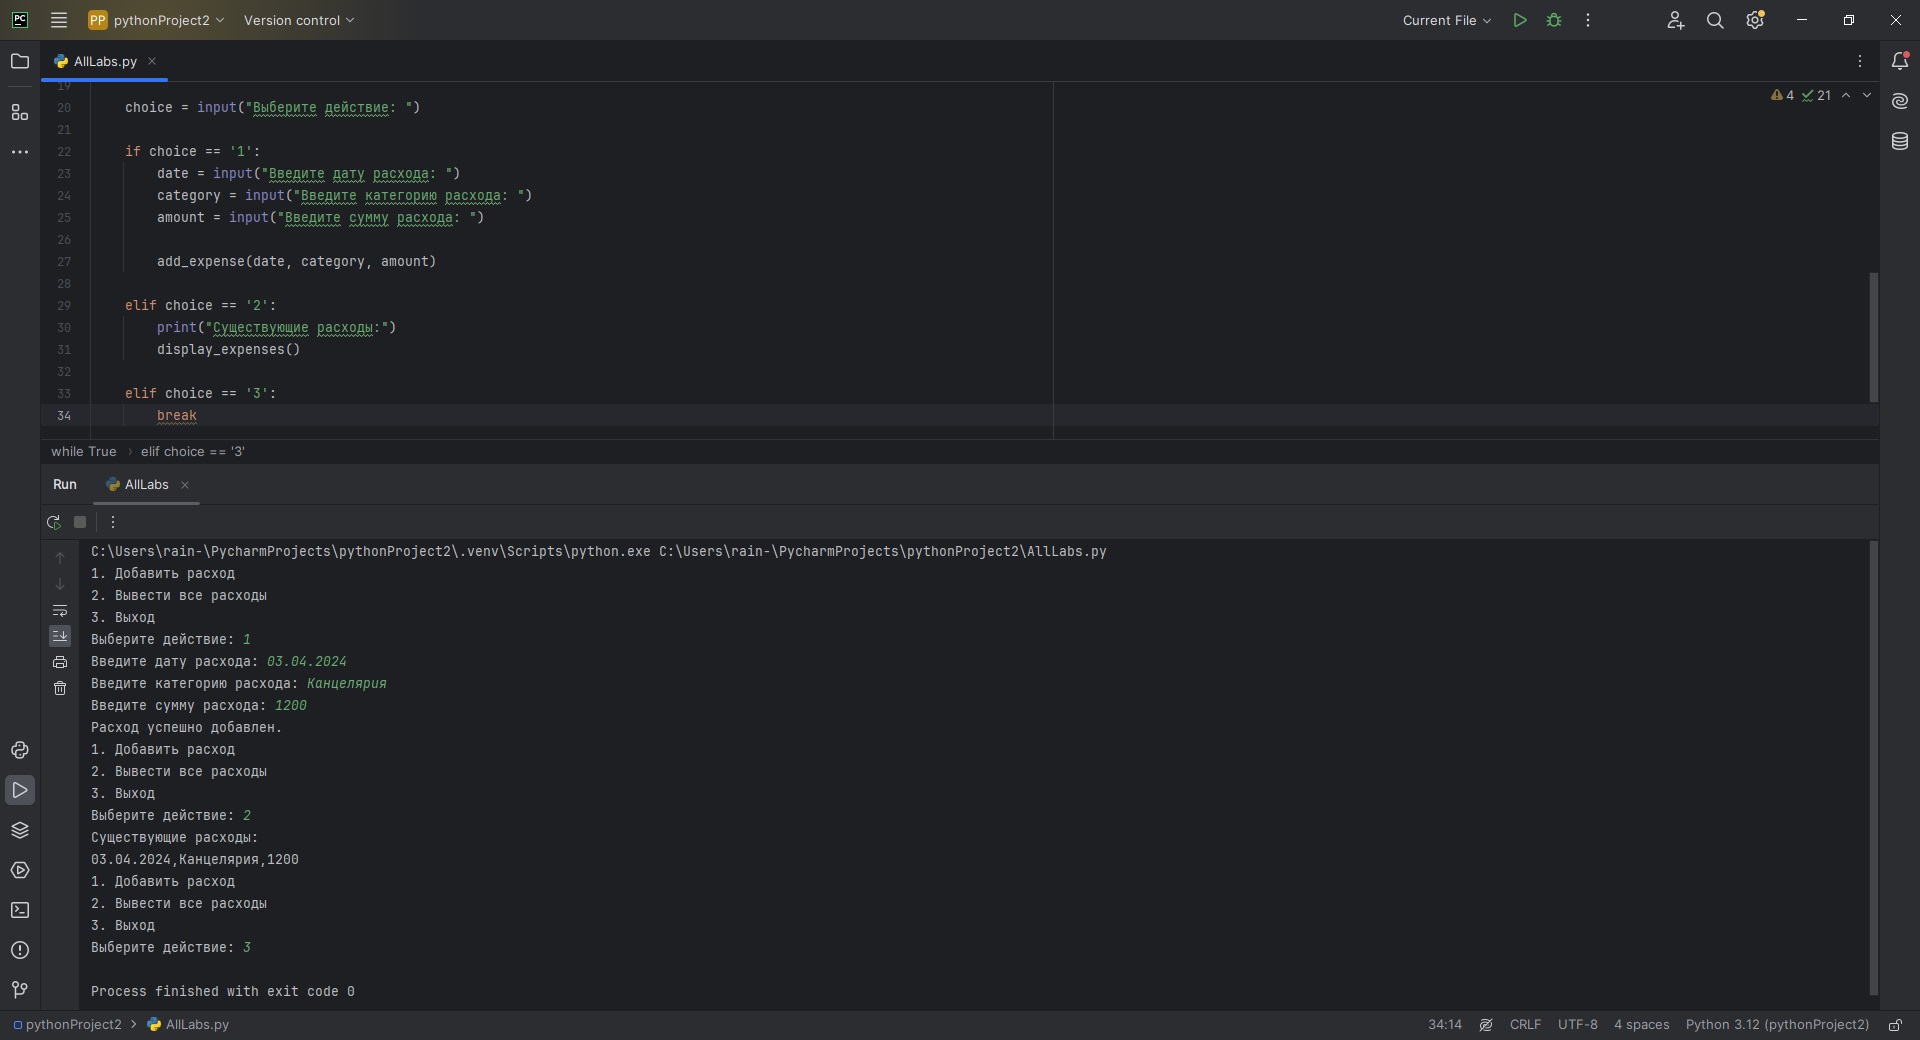 PC PP pythonProject2 Version control Current File
AllLabs.py
19
20 choice = input("Выберите действие: ") 4 21
21
22 if choice == '1':
23 date = input("Введите дату расхода: ")
24 category = input("Введите категорию расхода: ")
25 amount = input("Введите сумму расхода: ")
26
27 add_expense(date, category, amount)
28
29 elif choice == '2':
30 print("Существующие расходы:")
31 display_expenses()
32
33 elif choice == '3':
34 break
while True › elif choice == '3'
Run AllLabs
C:\Users\rain-\PycharmProjects\pythonProject2\.venv\Scripts\python.exe C:\Users\rain-\PycharmProjects\pythonProject2\AllLabs.py
1. Добавить расход
2. Вывести все расходы
3. Выход
Выберите действие: 1
Введите дату расхода: 03.04.2024
Введите категорию расхода: Канцелярия
Введите сумму расхода: 1200
Расход успешно добавлен.
1. Добавить расход
2. Вывести все расходы
3. Выход
Выберите действие: 2
Существующие расходы:
03.04.2024,Канцелярия,1200
1. Добавить расход
2. Вывести все расходы
3. Выход
Выберите действие: 3
Process finished with exit code 0
pythonProject2 › AllLabs.py 34:14 CRLF UTF-8 4 spaces Python 3.12 (pythonProject2)